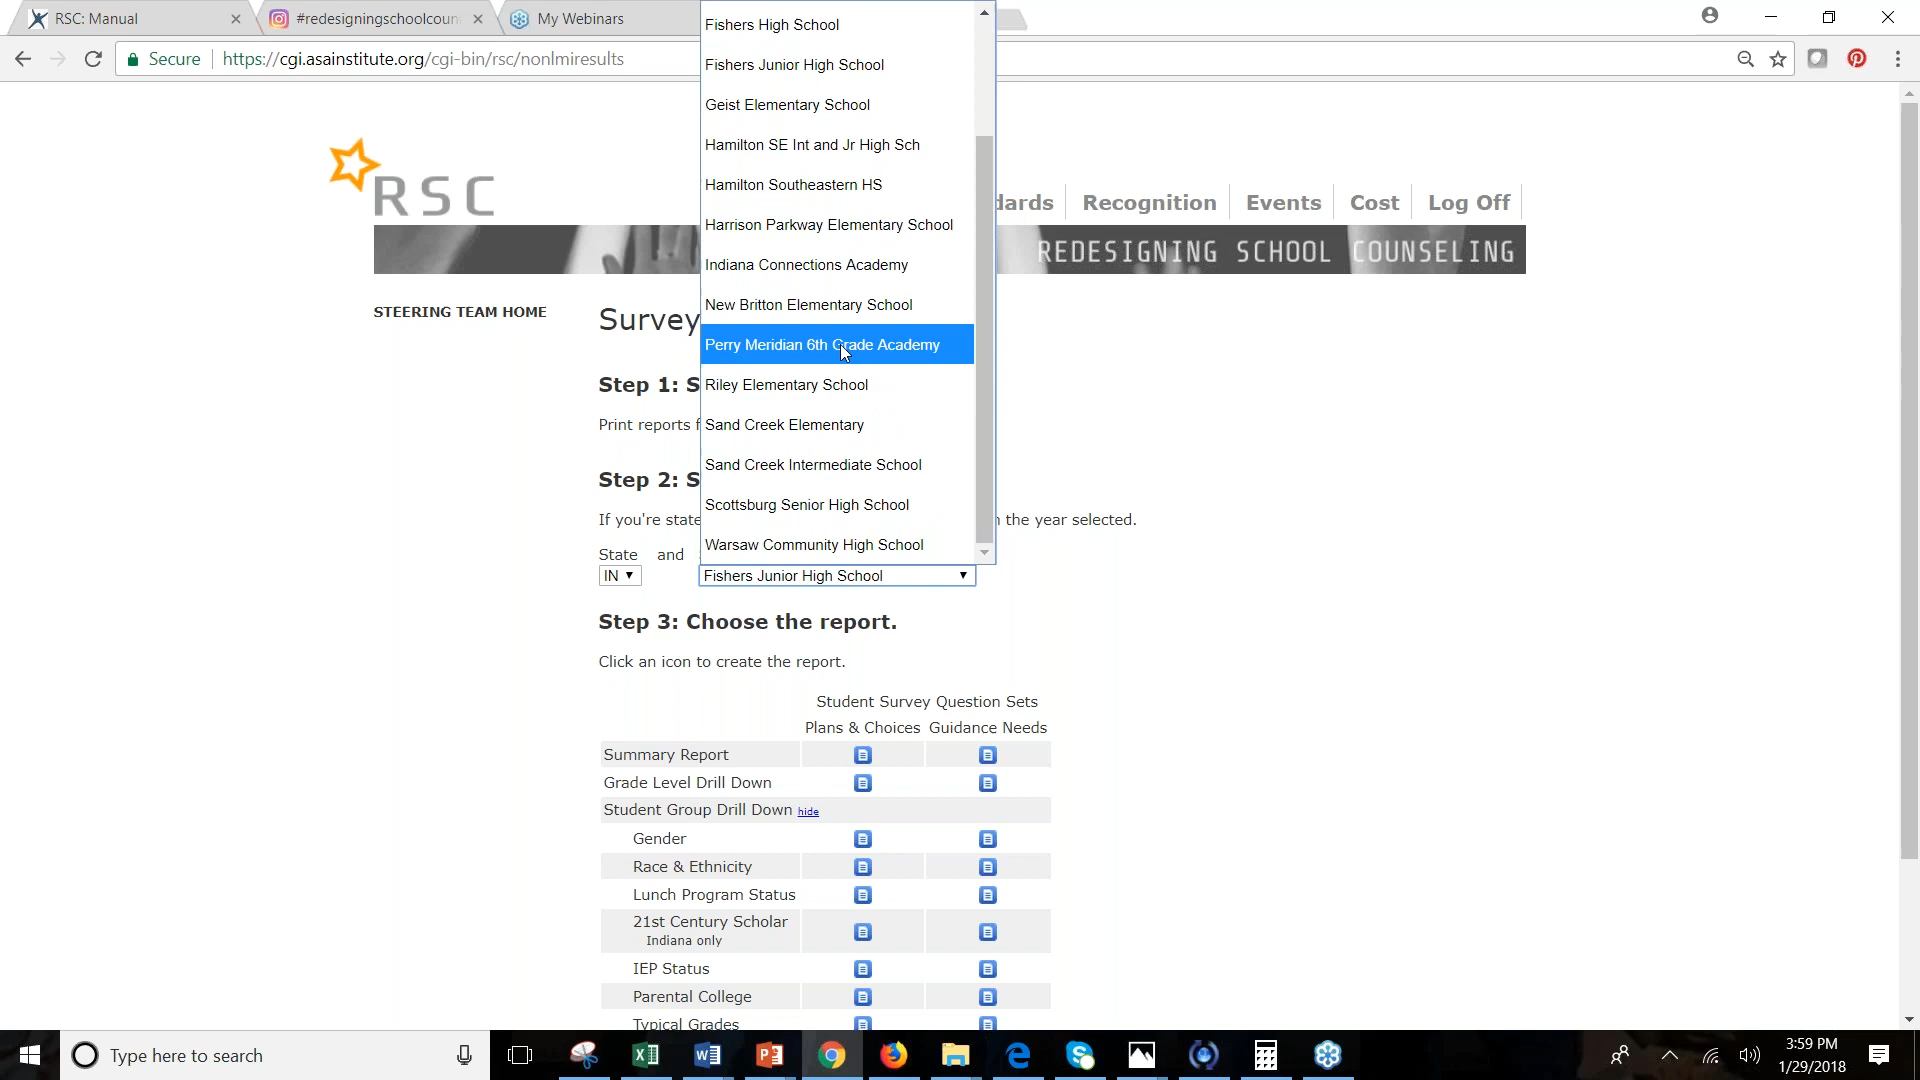 RSC: Manual
#redesigningschoolcoun
My Webinars
Secure
https://cgi.asainstitute.org/cgi-bin/rsc/nonlmiresults
Fishers High School
Fishers Junior High School
Geist Elementary School
Hamilton SE Int and Jr High Sch
Hamilton Southeastern HS
Harrison Parkway Elementary School
Indiana Connections Academy
New Britton Elementary School
Perry Meridian 6th Grade Academy
Riley Elementary School
Sand Creek Elementary
Sand Creek Intermediate School
Scottsburg Senior High School
Warsaw Community High School
RSC
dards Recognition Events Cost Log Off
REDESIGNING SCHOOL COUNSELING
STEERING TEAM HOME
Survey
Step 1: S
Print reports f
Step 2: S
If you're state
the year selected.
State and
IN
Fishers Junior High School
Step 3: Choose the report.
Click an icon to create the report.
Student Survey Question Sets
Plans & Choices Guidance Needs
Summary Report
Grade Level Drill Down
Student Group Drill Down hide
Gender
Race & Ethnicity
Lunch Program Status
21st Century Scholar
Indiana only
IEP Status
Parental College
Typical Grades
Type here to search
3:59 PM
1/29/2018